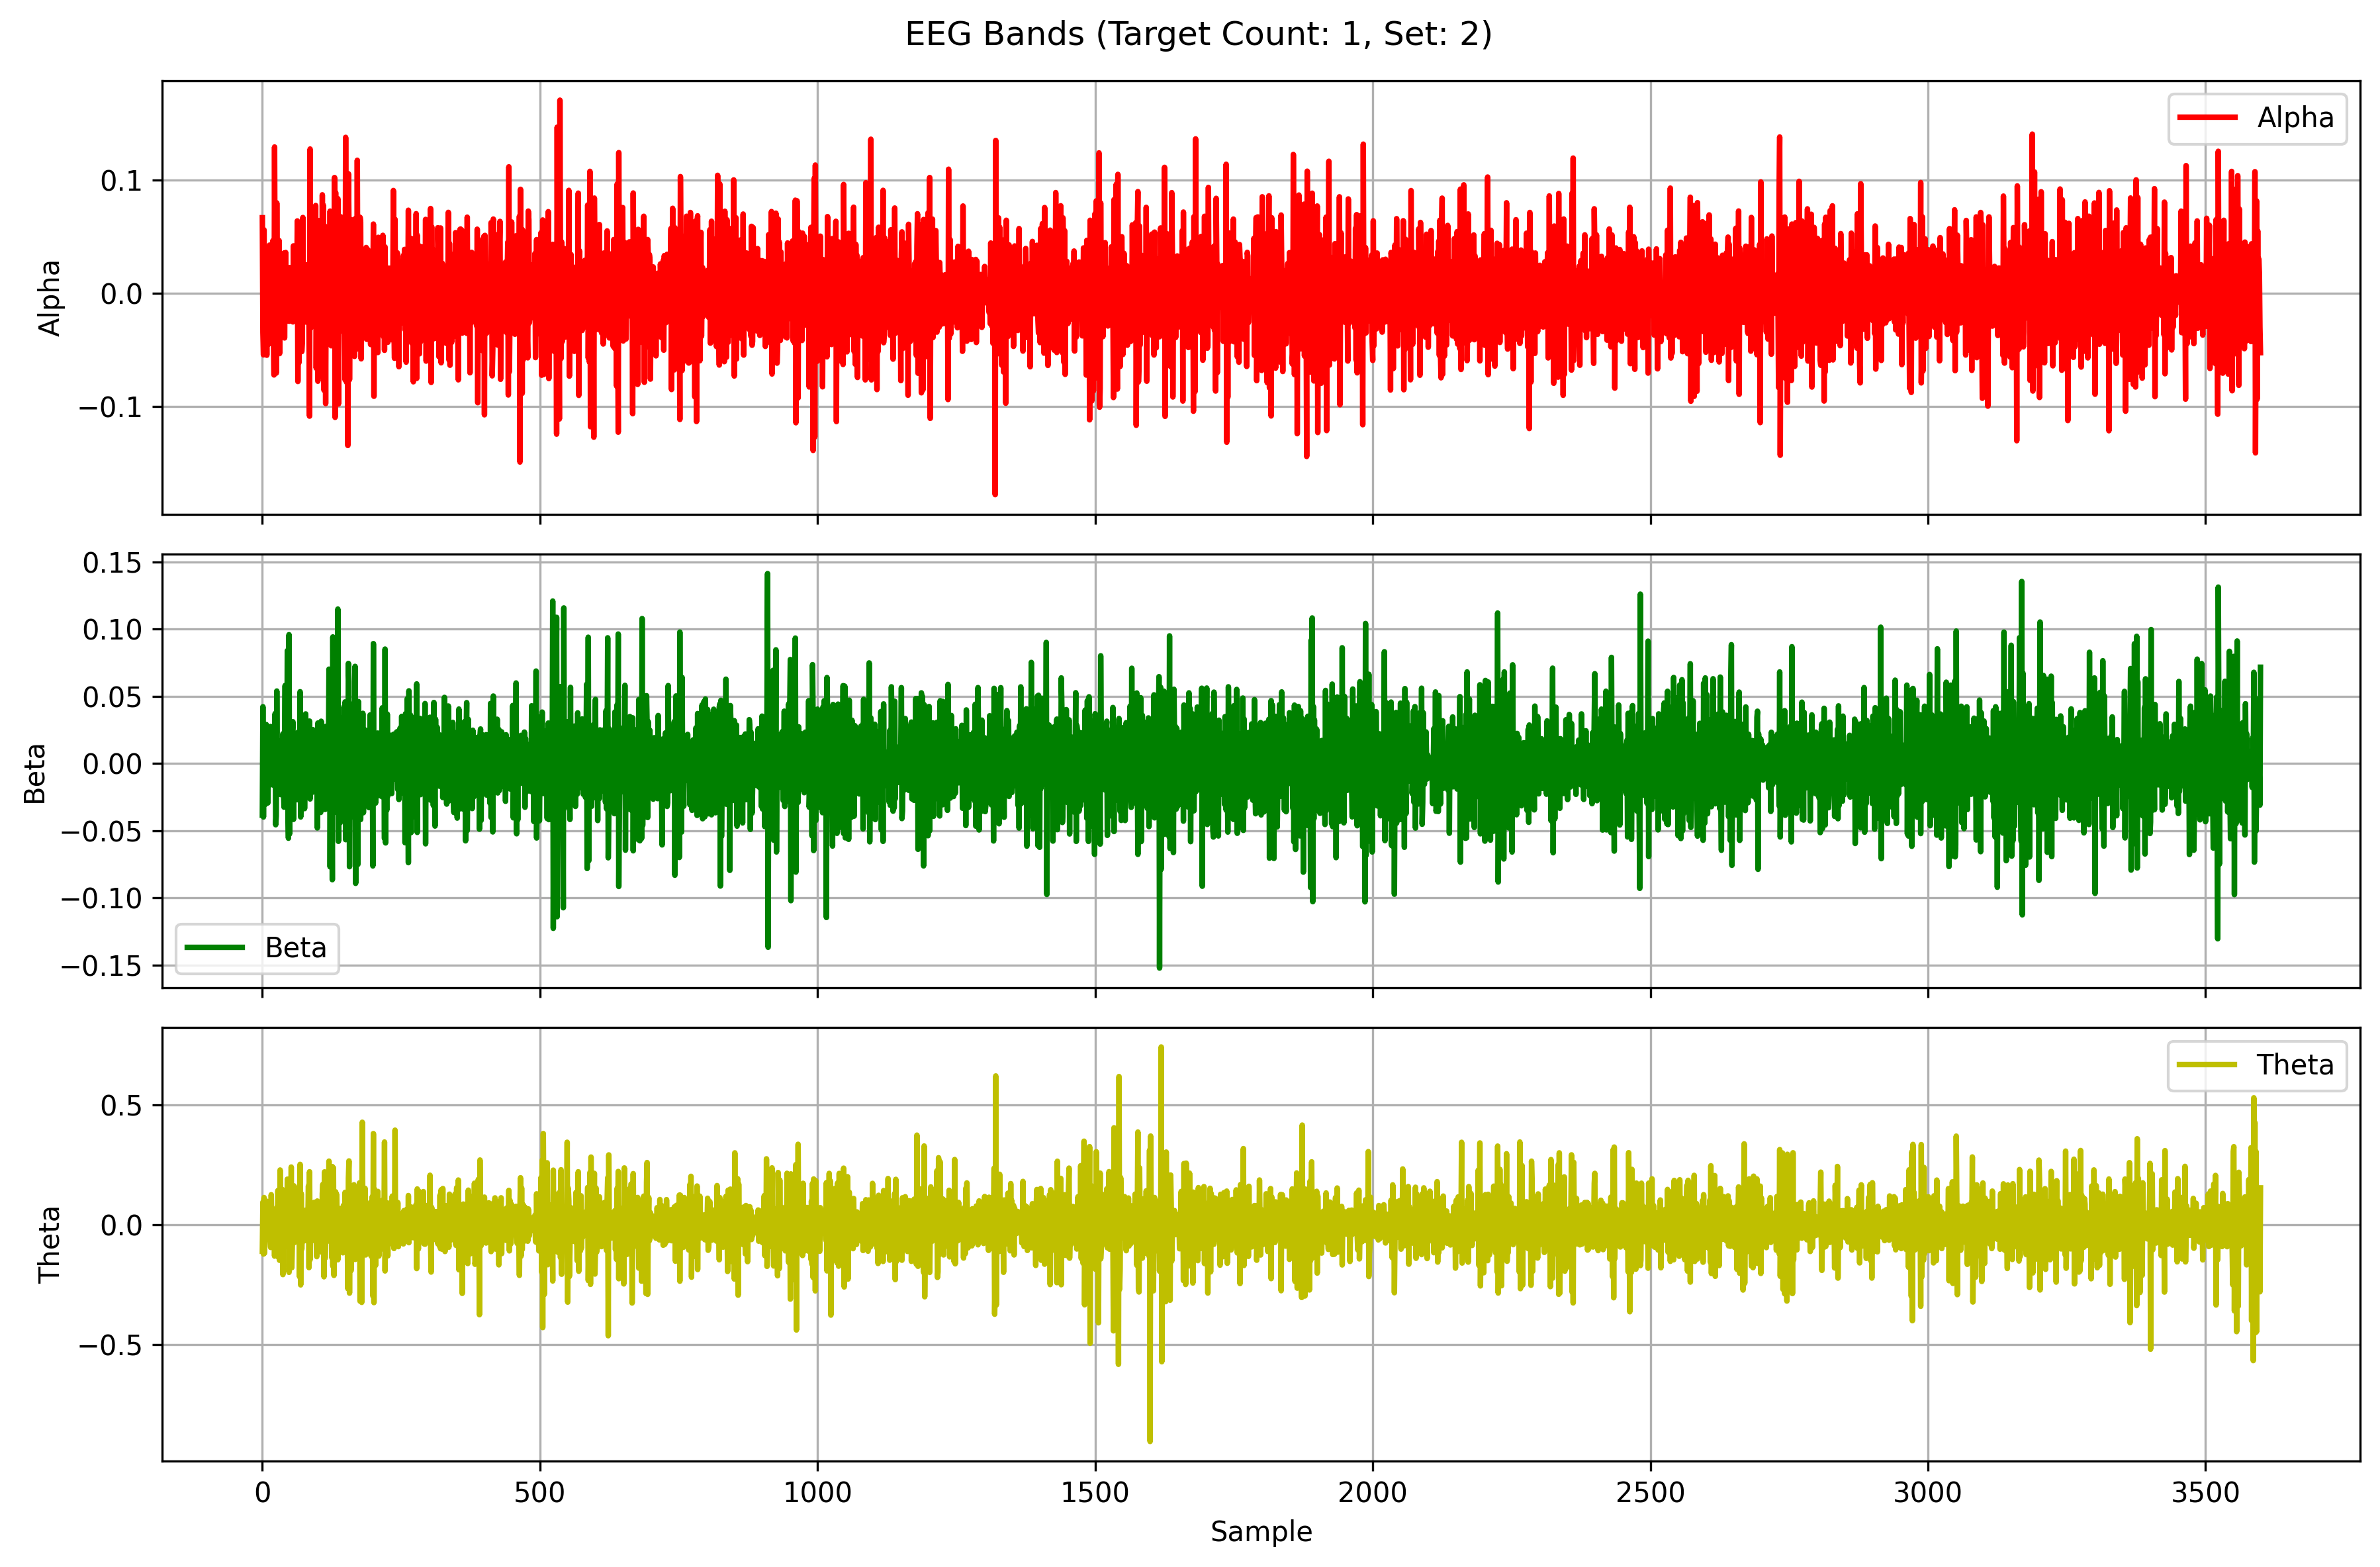 EEG Bands (Target Count: 1, Set: 2)
Alpha
0.1
0.0
−0.1
Alpha
0.15
0.10
0.05
0.00
−0.05
−0.10
−0.15
Beta
Beta
0.5
0.0
−0.5
Theta
Theta
0 500 1000 1500 2000 2500 3000 3500
Sample